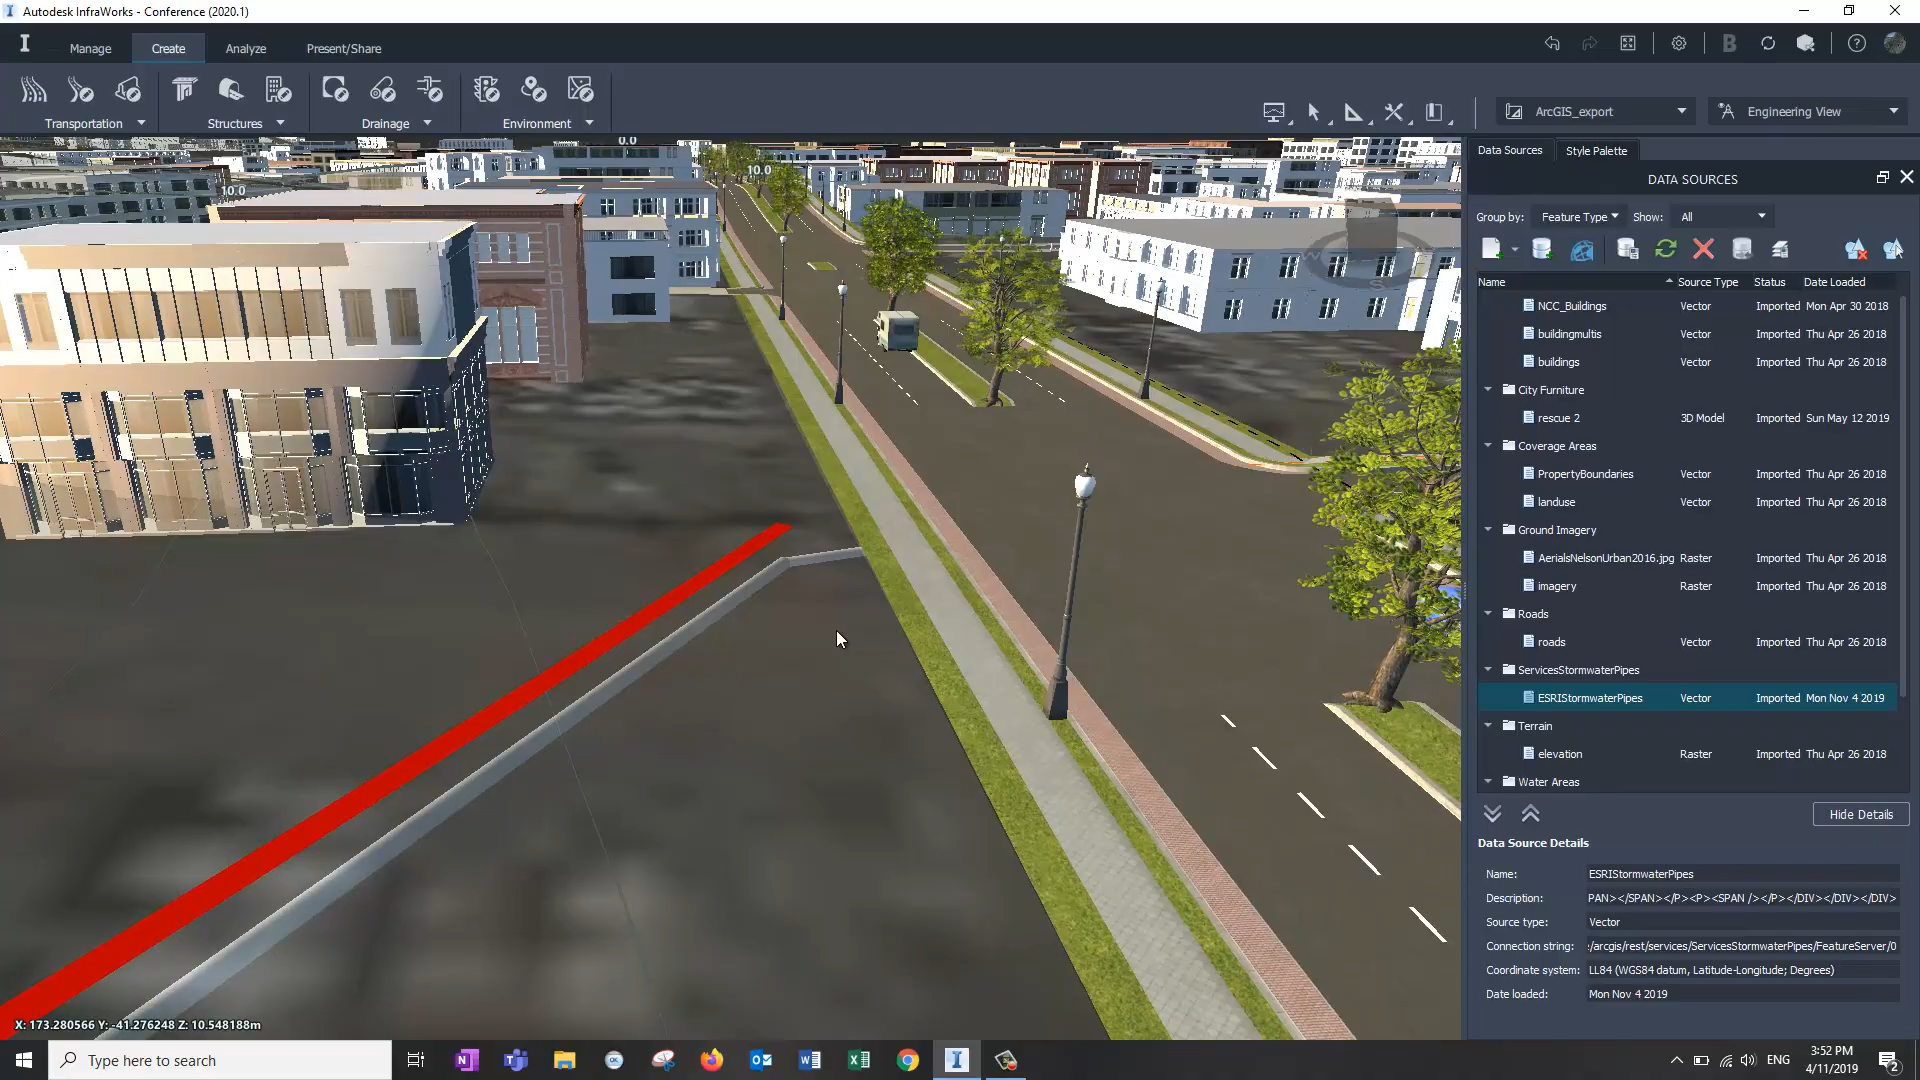 Autodesk InfraWorks - Conference (2020.1)
Manage Create Analyze Present/Share
Transportation Structures Drainage Environment
ArcGIS_export Engineering View
0.0
10.0
10.0
Data Sources Style Palette
DATA SOURCES
Group by: Feature Type Show: All
Name Source Type Status Date Loaded
NCC_Buildings Vector Imported Mon Apr 30 2018
buildingmultis Vector Imported Thu Apr 26 2018
buildings Vector Imported Thu Apr 26 2018
City Furniture
rescue 2 3D Model Imported Sun May 12 2019
Coverage Areas
PropertyBoundaries Vector Imported Thu Apr 26 2018
landuse Vector Imported Thu Apr 26 2018
Ground Imagery
AerialsNelsonUrban2016.jpg Raster Imported Thu Apr 26 2018
imagery Raster Imported Thu Apr 26 2018
Roads
roads Vector Imported Thu Apr 26 2018
ServicesStormwaterPipes
ESRIStormwaterPipes Vector Imported Mon Nov 4 2019
Terrain
elevation Raster Imported Thu Apr 26 2018
Water Areas
Hide Details
Data Source Details
Name: ESRIStormwaterPipes
Description: PAN></SPAN></P><P><SPAN /></P></DIV></DIV></DIV>
Source type: Vector
Connection string: :/arcgis/rest/services/ServicesStormwaterPipes/FeatureServer/0
Coordinate system: LL84 (WGS84 datum, Latitude-Longitude; Degrees)
Date loaded: Mon Nov 4 2019
X: 173.280566 Y: -41.276248 Z: 10.548188m
Type here to search
ENG
3:52 PM
4/11/2019
2